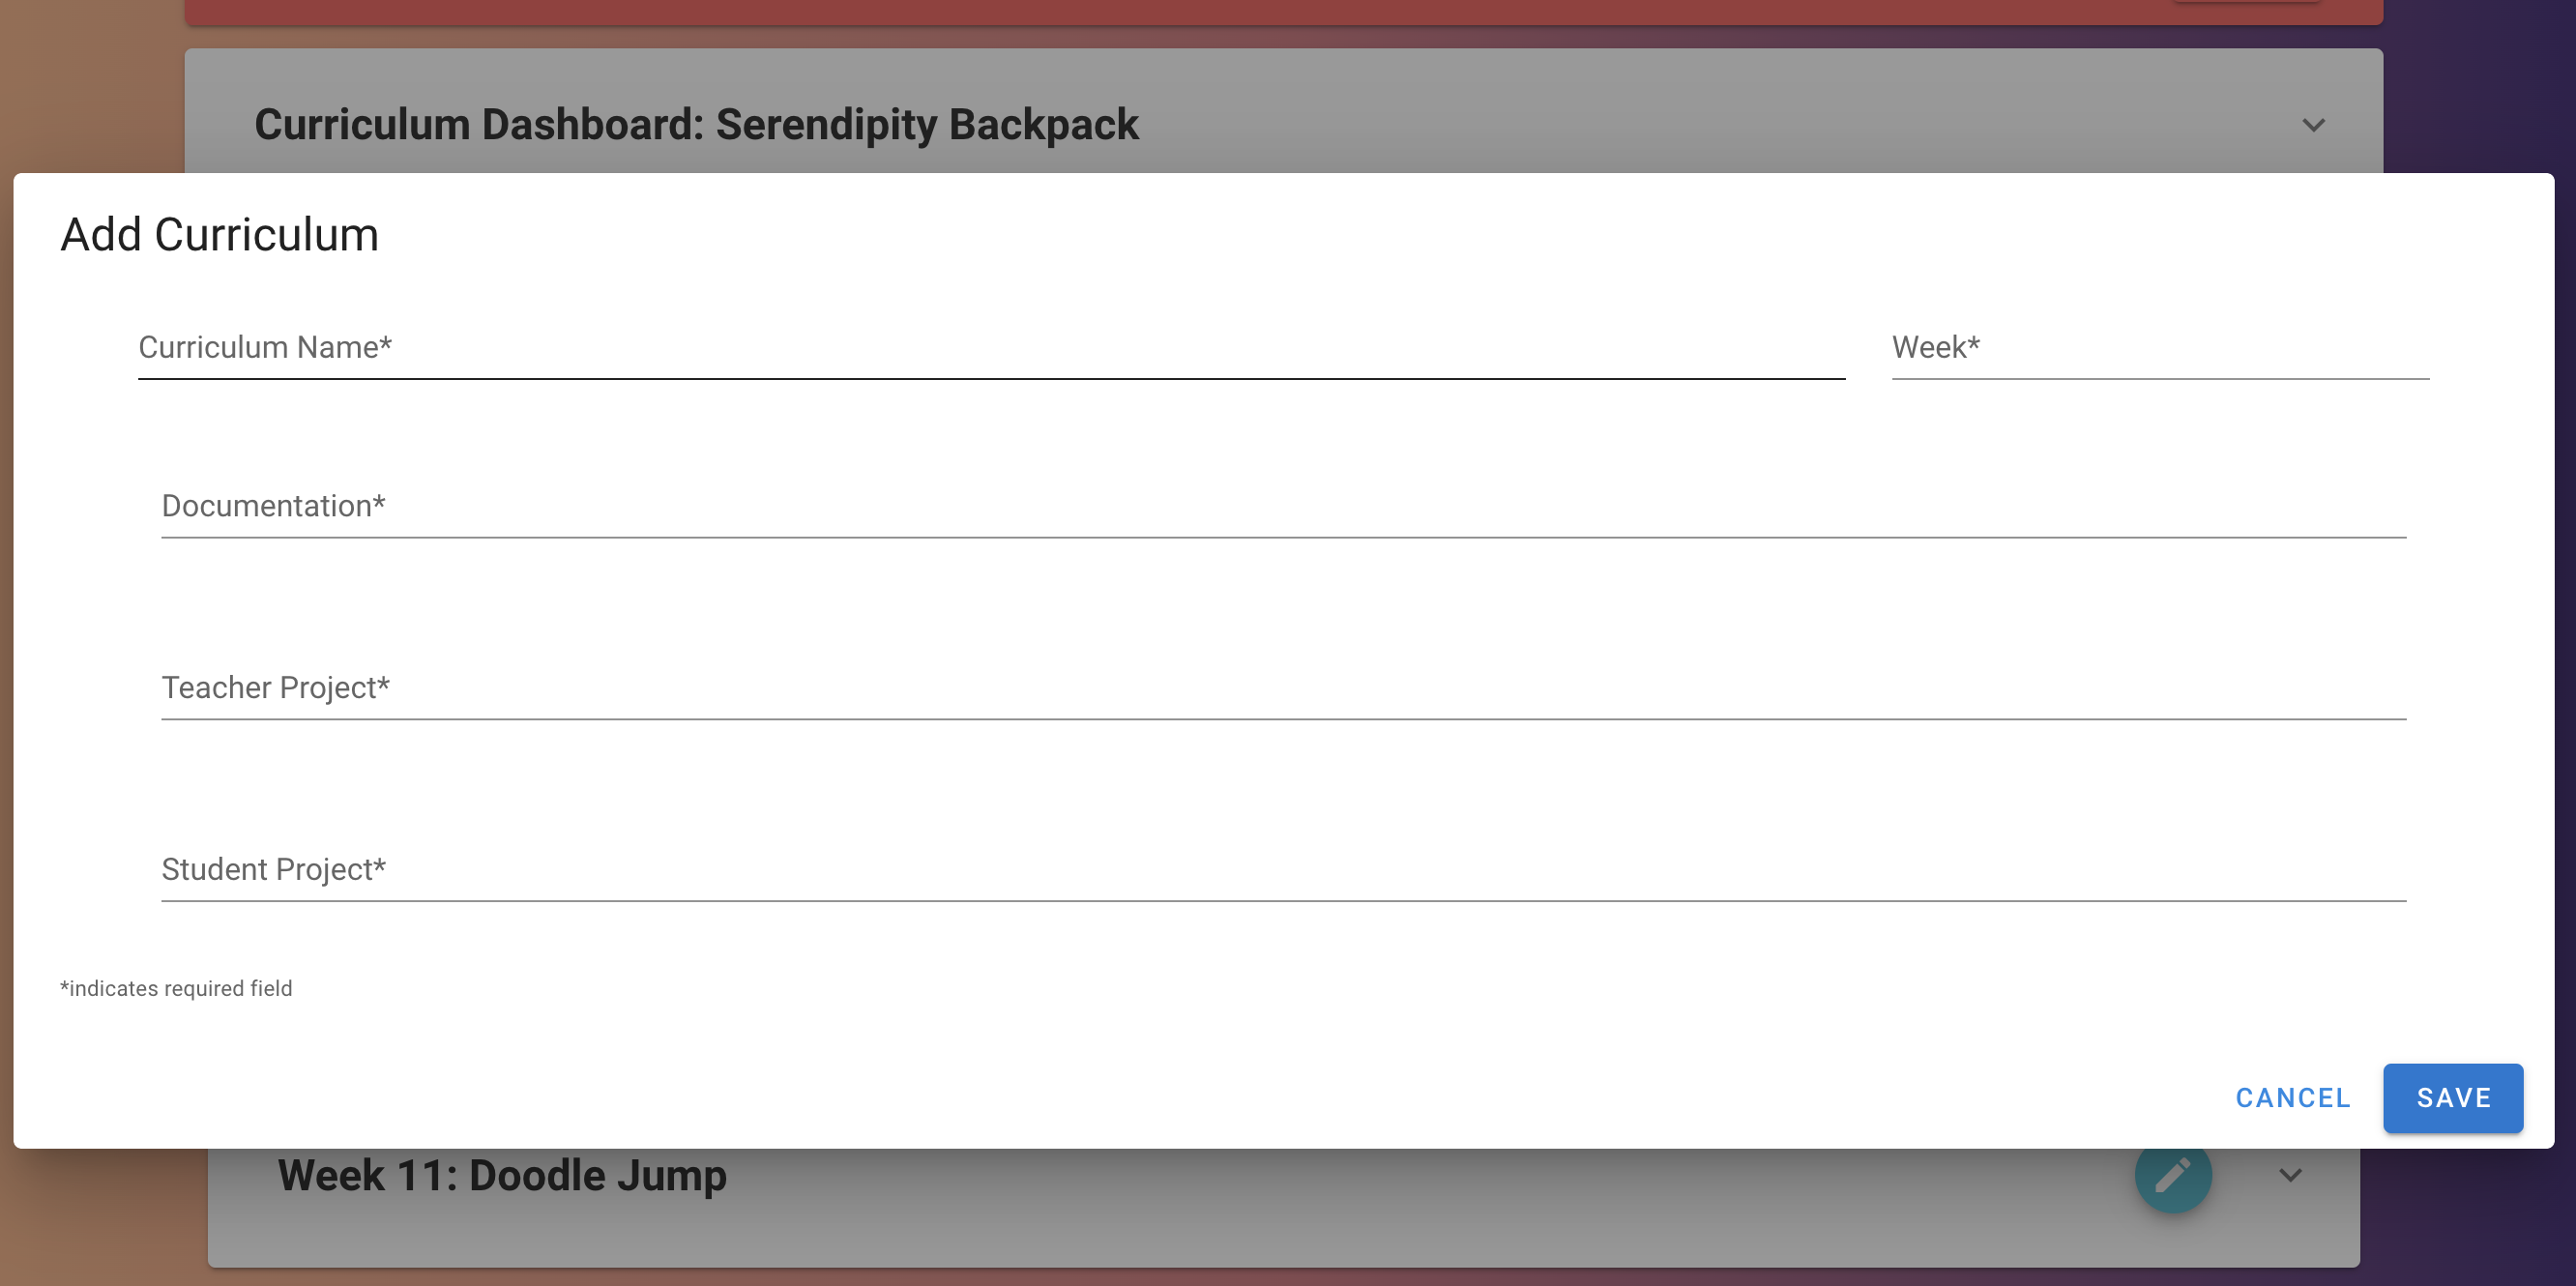 Curriculum Dashboard: Serendipity Backpack
Add Curriculum
Curriculum Name* Week*
Documentation*
Teacher Project*
Student Project*
*indicates required field
CANCEL SAVE
Week 11: Doodle Jump